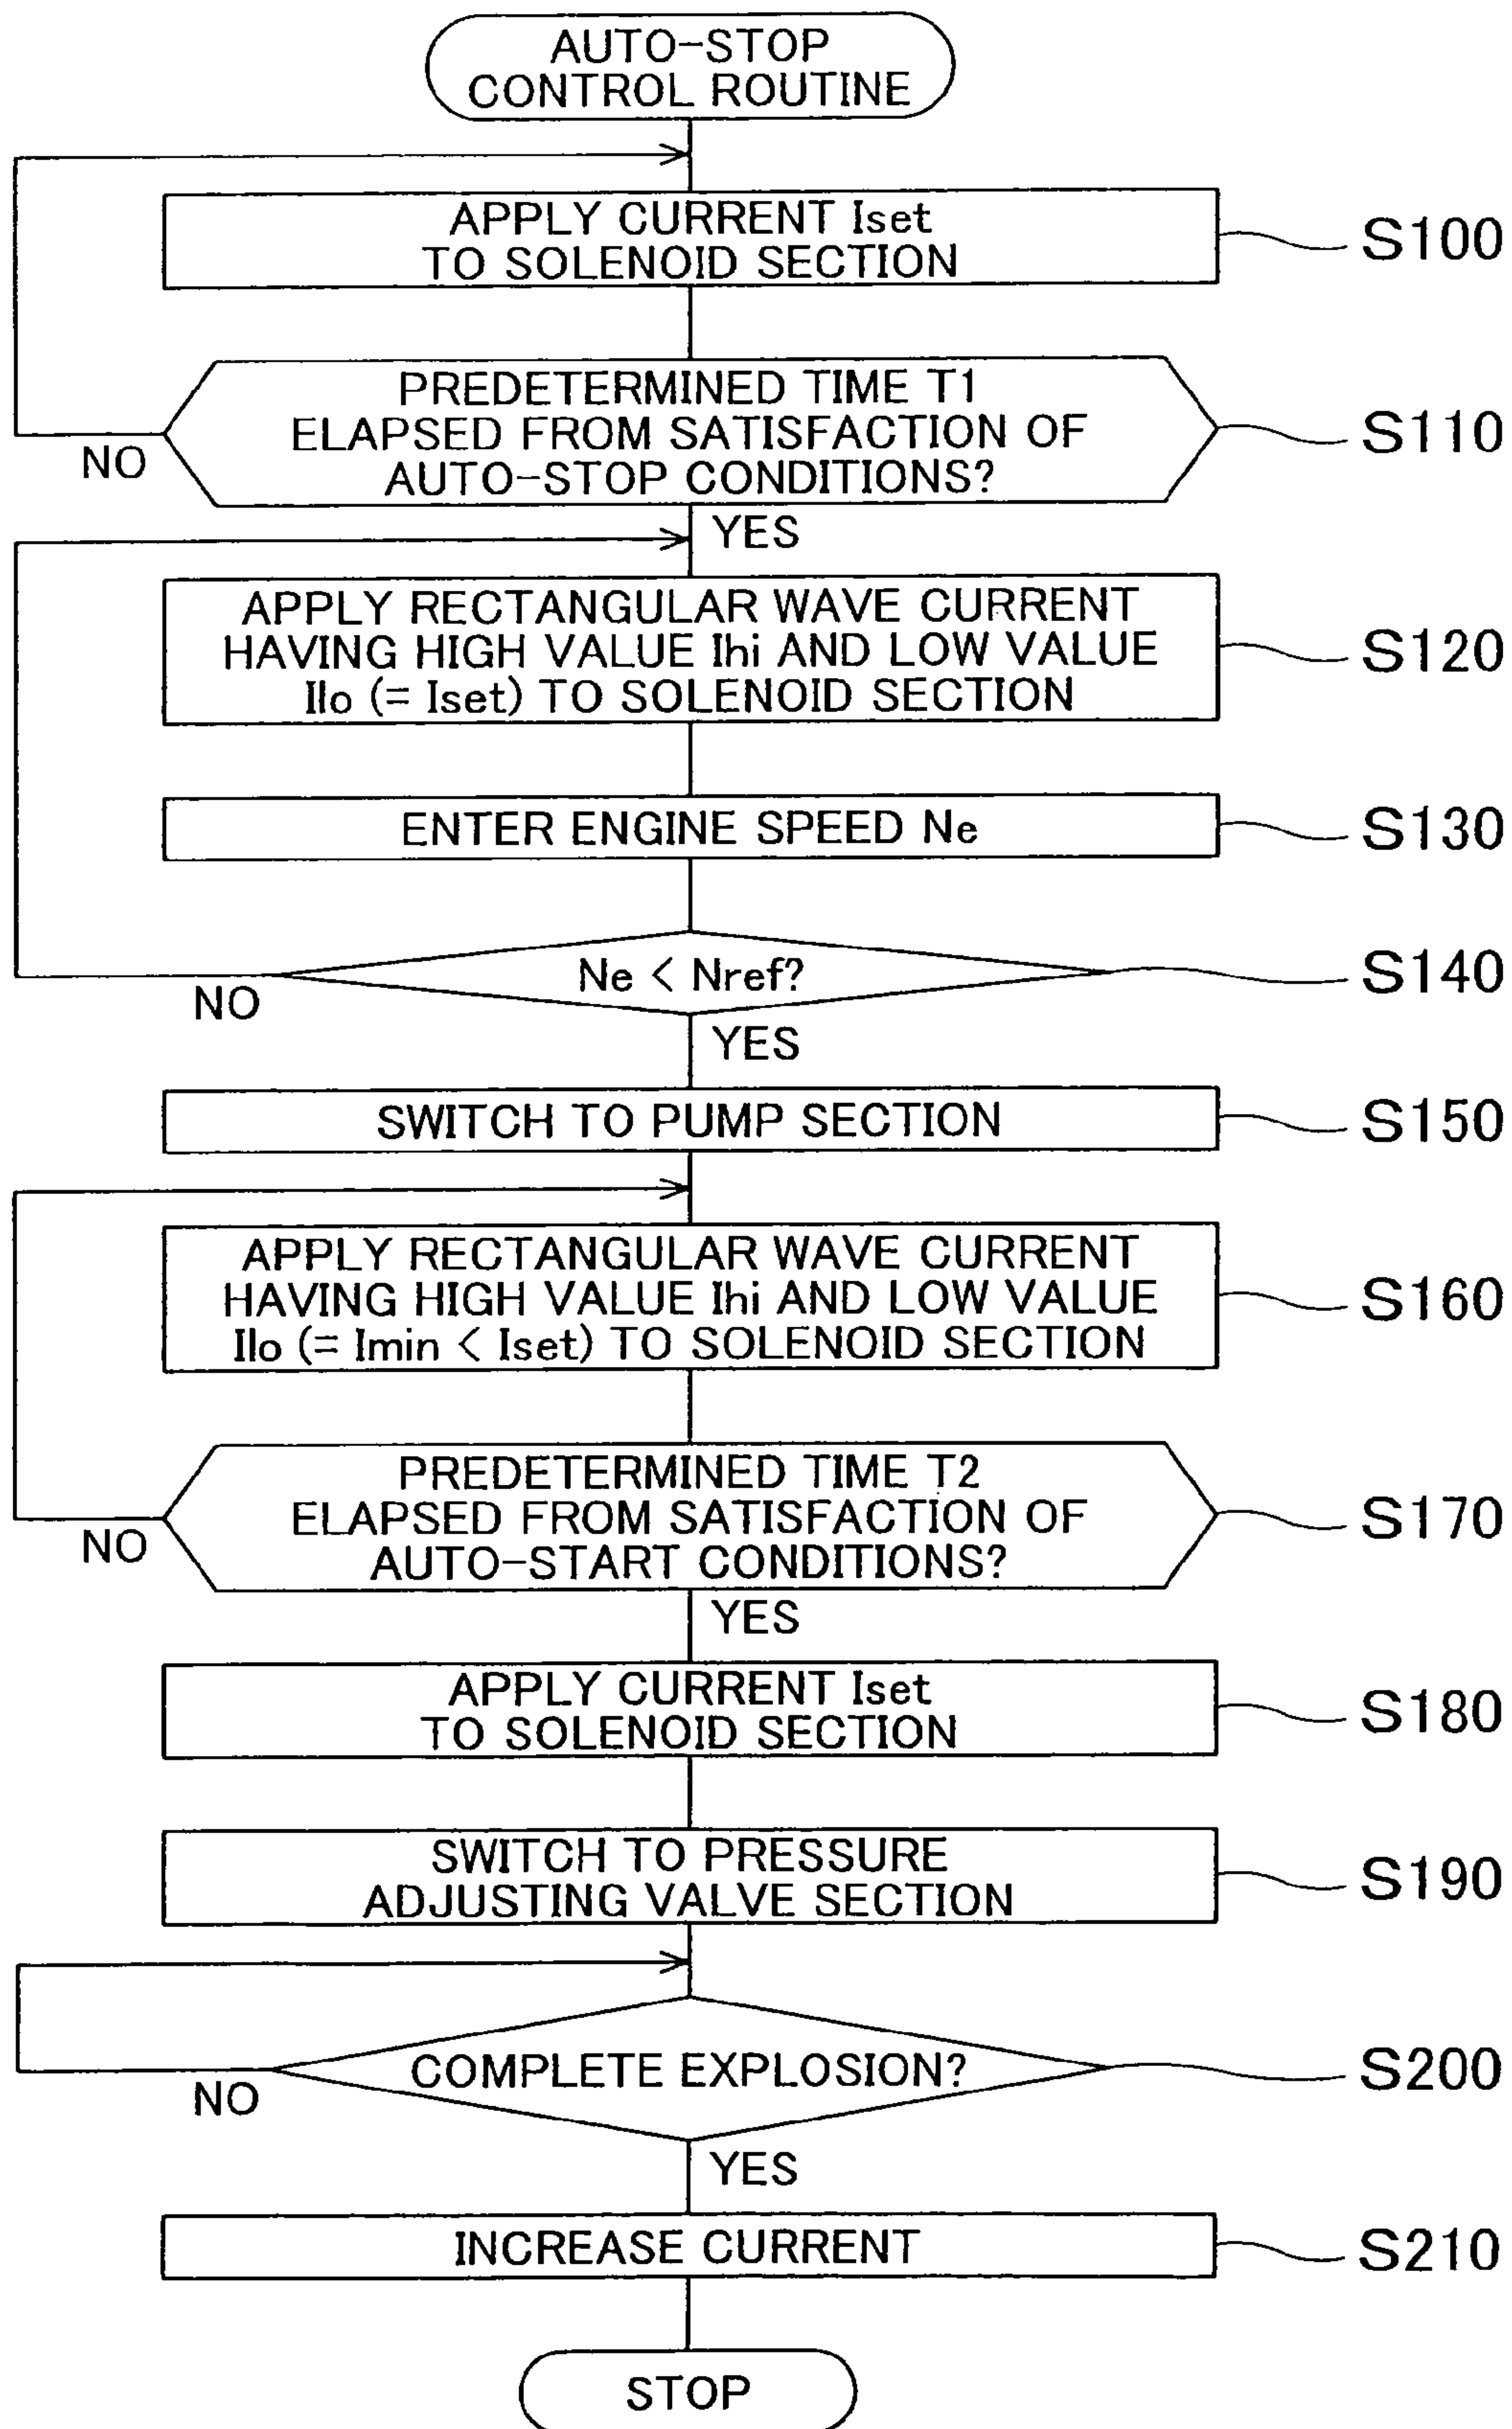 AUTO-STOP
CONTROL ROUTINE
APPLY CURRENT Iset
TO SOLENOID SECTION
S100
PREDETERMINED TIME T1
ELAPSED FROM SATISFACTION OF
AUTO-STOP CONDITIONS?
S110
NO
YES
APPLY RECTANGULAR WAVE CURRENT
HAVING HIGH VALUE Ihi AND LOW VALUE
Ilo (= Iset) TO SOLENOID SECTION
S120
ENTER ENGINE SPEED Ne
S130
Ne < Nref?
S140
NO
YES
SWITCH TO PUMP SECTION
S150
APPLY RECTANGULAR WAVE CURRENT
HAVING HIGH VALUE Ihi AND LOW VALUE
Ilo (= Imin < Iset) TO SOLENOID SECTION
S160
PREDETERMINED TIME T2
ELAPSED FROM SATISFACTION OF
AUTO-START CONDITIONS?
S170
NO
YES
APPLY CURRENT Iset
TO SOLENOID SECTION
S180
SWITCH TO PRESSURE
ADJUSTING VALVE SECTION
S190
COMPLETE EXPLOSION?
S200
NO
YES
INCREASE CURRENT
S210
STOP